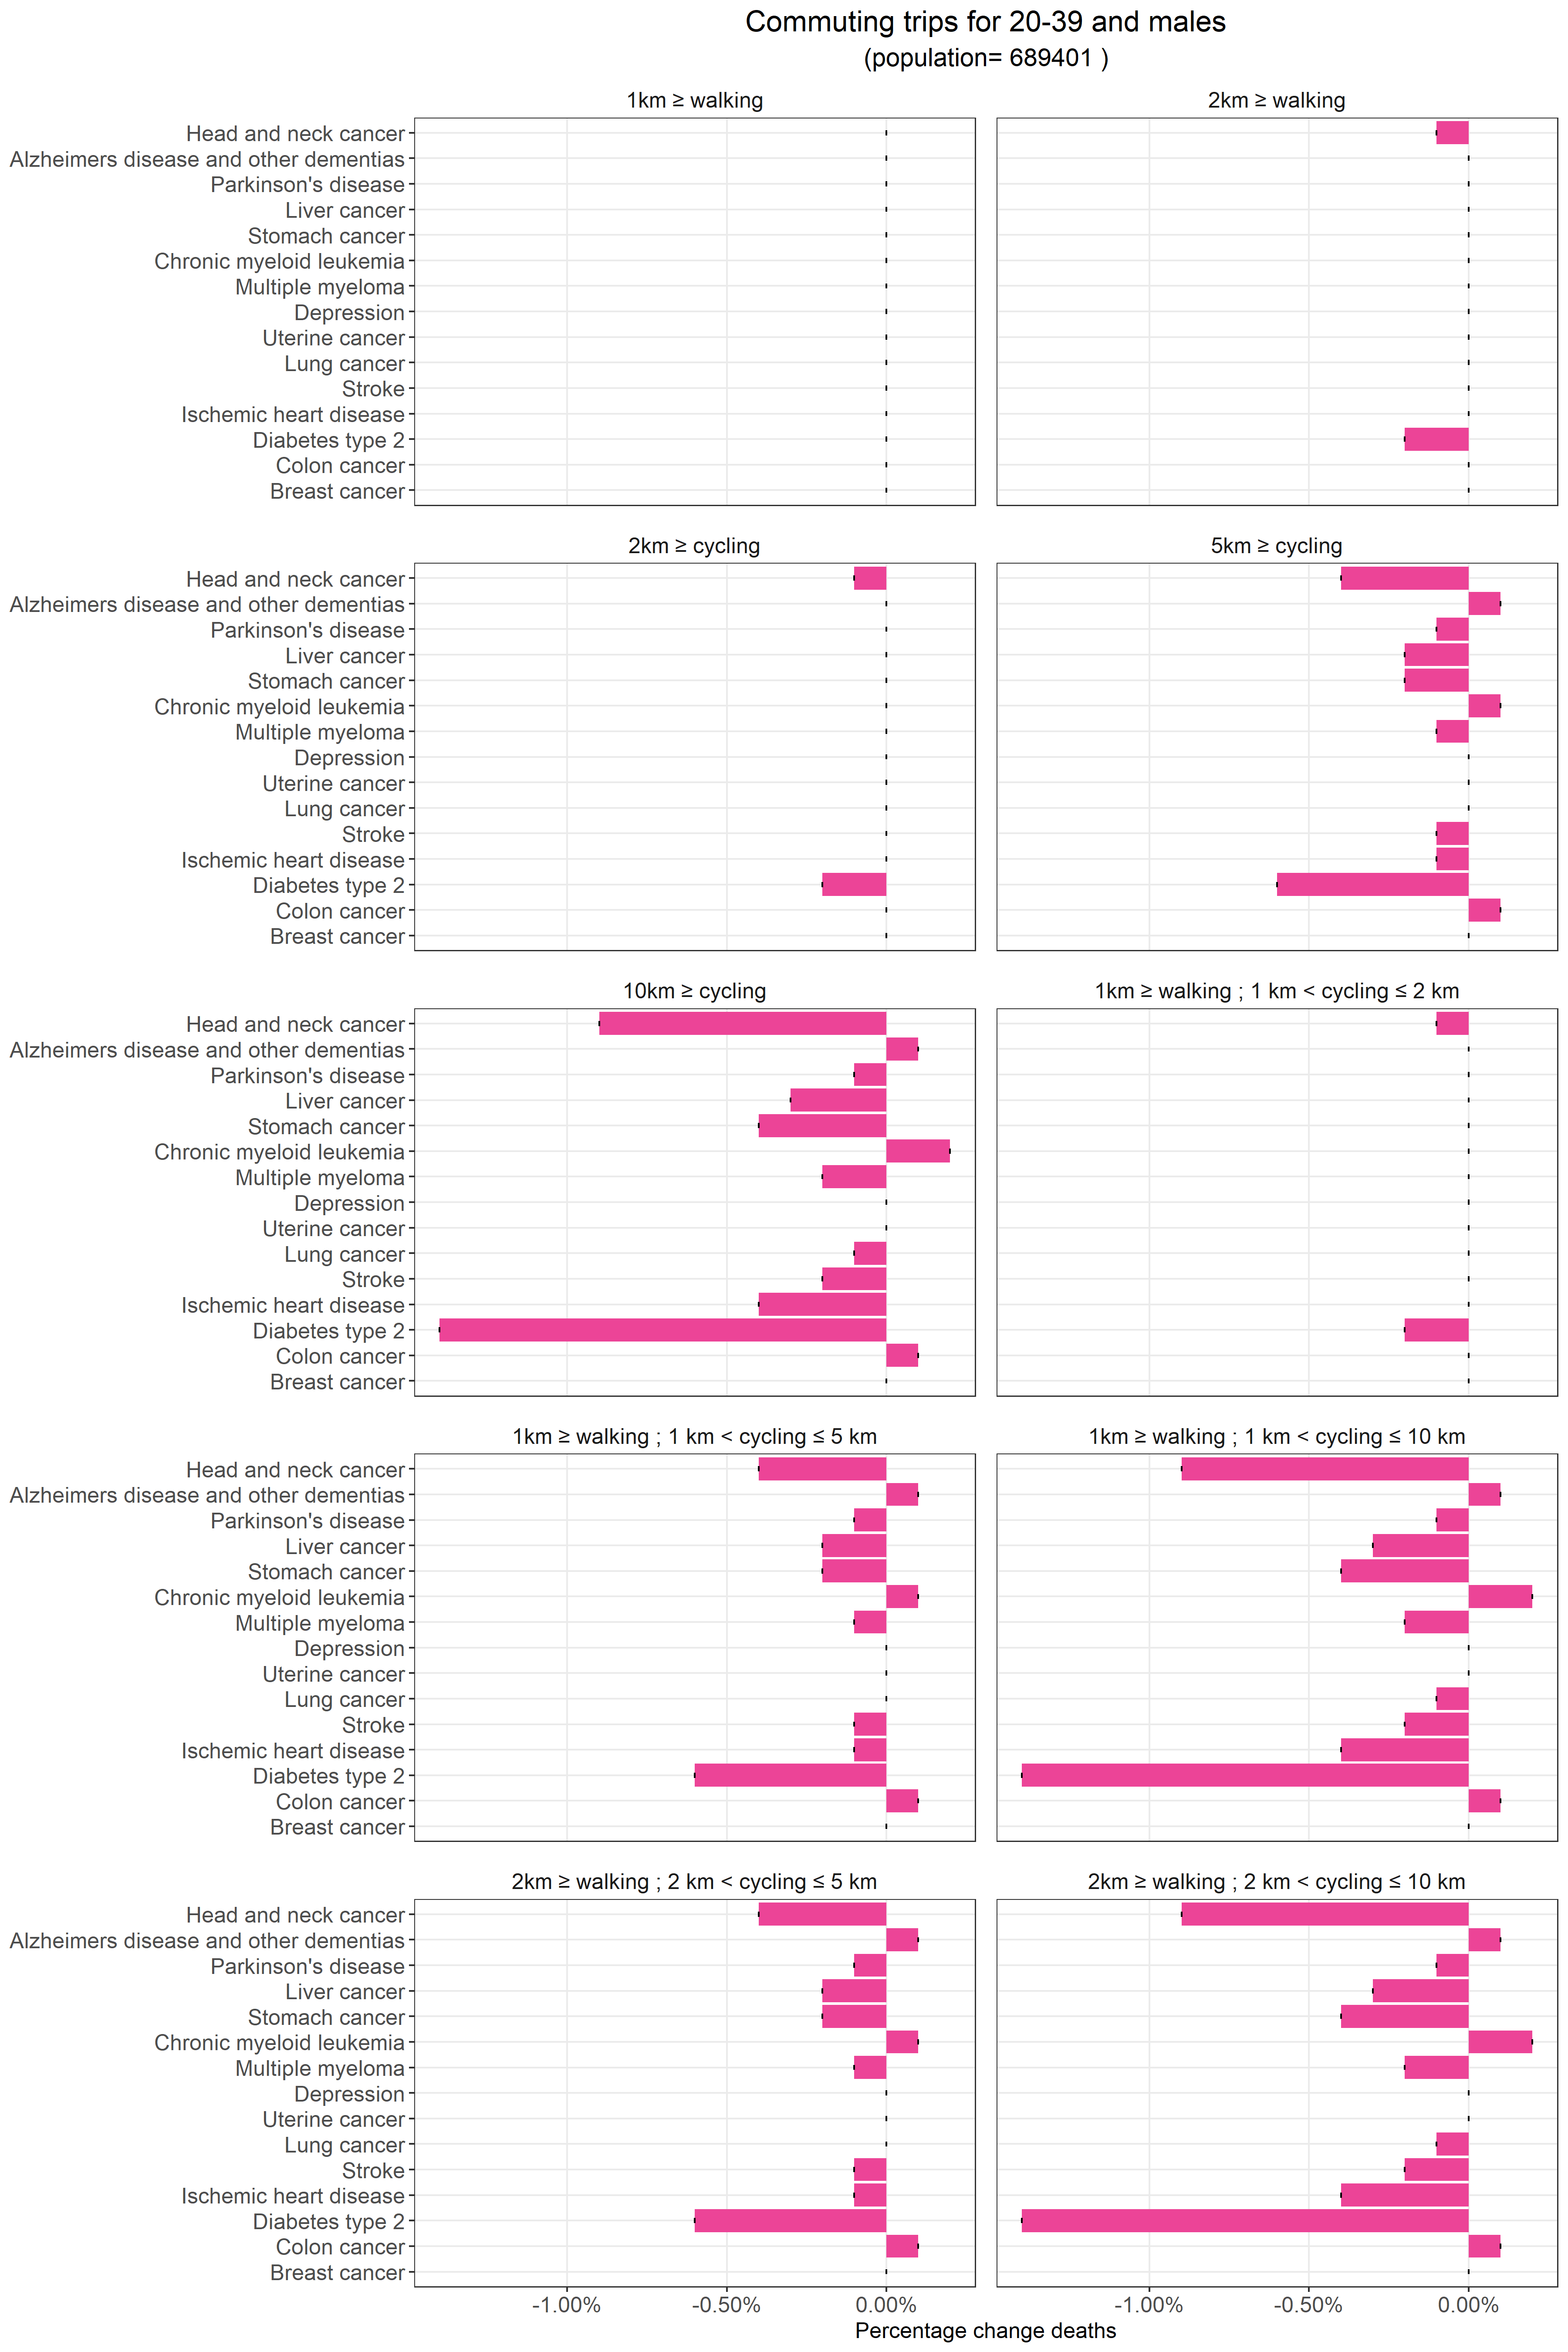 Commuting trips for 20-39 and males
(population= 689401 )
1km ≥ walking
2km ≥ walking
Head and neck cancer
Alzheimers disease and other dementias
Parkinson's disease
Liver cancer
Stomach cancer
Chronic myeloid leukemia
Multiple myeloma
Depression
Uterine cancer
Lung cancer
Stroke
Ischemic heart disease
Diabetes type 2
Colon cancer
Breast cancer
2km ≥ cycling
5km ≥ cycling
Head and neck cancer
Alzheimers disease and other dementias
Parkinson's disease
Liver cancer
Stomach cancer
Chronic myeloid leukemia
Multiple myeloma
Depression
Uterine cancer
Lung cancer
Stroke
Ischemic heart disease
Diabetes type 2
Colon cancer
Breast cancer
10km ≥ cycling
1km ≥ walking ; 1 km < cycling ≤ 2 km
Head and neck cancer
Alzheimers disease and other dementias
Parkinson's disease
Liver cancer
Stomach cancer
Chronic myeloid leukemia
Multiple myeloma
Depression
Uterine cancer
Lung cancer
Stroke
Ischemic heart disease
Diabetes type 2
Colon cancer
Breast cancer
1km ≥ walking ; 1 km < cycling ≤ 5 km
1km ≥ walking ; 1 km < cycling ≤ 10 km
Head and neck cancer
Alzheimers disease and other dementias
Parkinson's disease
Liver cancer
Stomach cancer
Chronic myeloid leukemia
Multiple myeloma
Depression
Uterine cancer
Lung cancer
Stroke
Ischemic heart disease
Diabetes type 2
Colon cancer
Breast cancer
2km ≥ walking ; 2 km < cycling ≤ 5 km
2km ≥ walking ; 2 km < cycling ≤ 10 km
Head and neck cancer
Alzheimers disease and other dementias
Parkinson's disease
Liver cancer
Stomach cancer
Chronic myeloid leukemia
Multiple myeloma
Depression
Uterine cancer
Lung cancer
Stroke
Ischemic heart disease
Diabetes type 2
Colon cancer
Breast cancer
-1.00% -0.50% 0.00%
-1.00% -0.50% 0.00%
Percentage change deaths